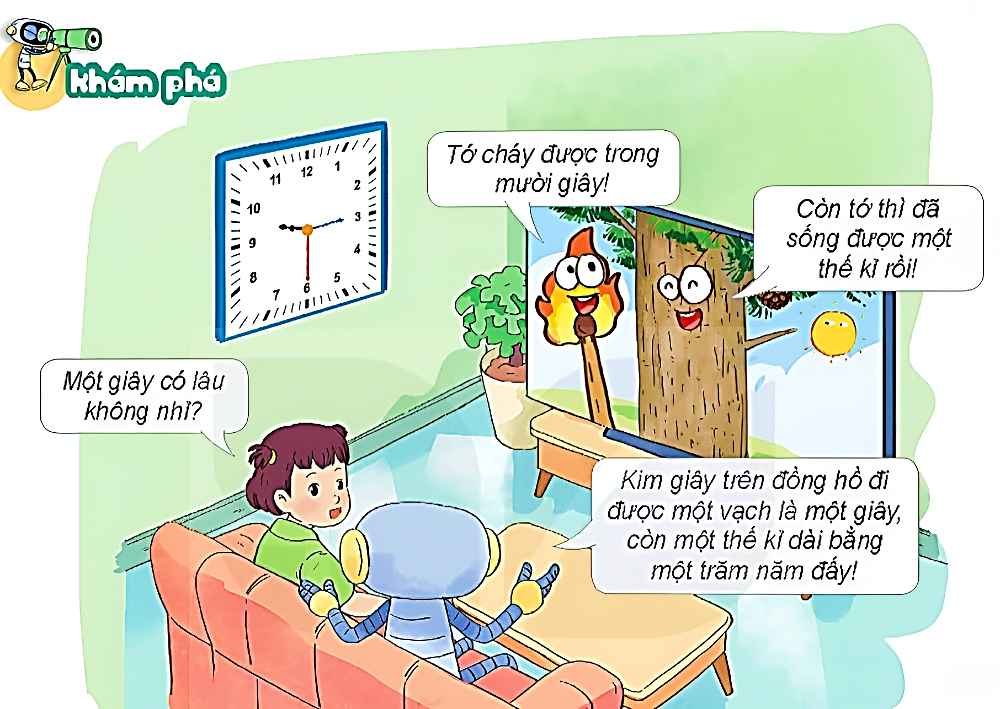 Khám phá
Tớ cháy được trong
mười giây!
Còn tớ thì đã
sống được một
thế kỉ rồi!
11 12 1
2
10
3
9
4
8
7 6 5
Một giây có lâu
không nhỉ?
Kim giây trên đồng hồ đi
được một vạch là một giây,
còn một thế kỉ dài bằng
một trăm năm đấy!